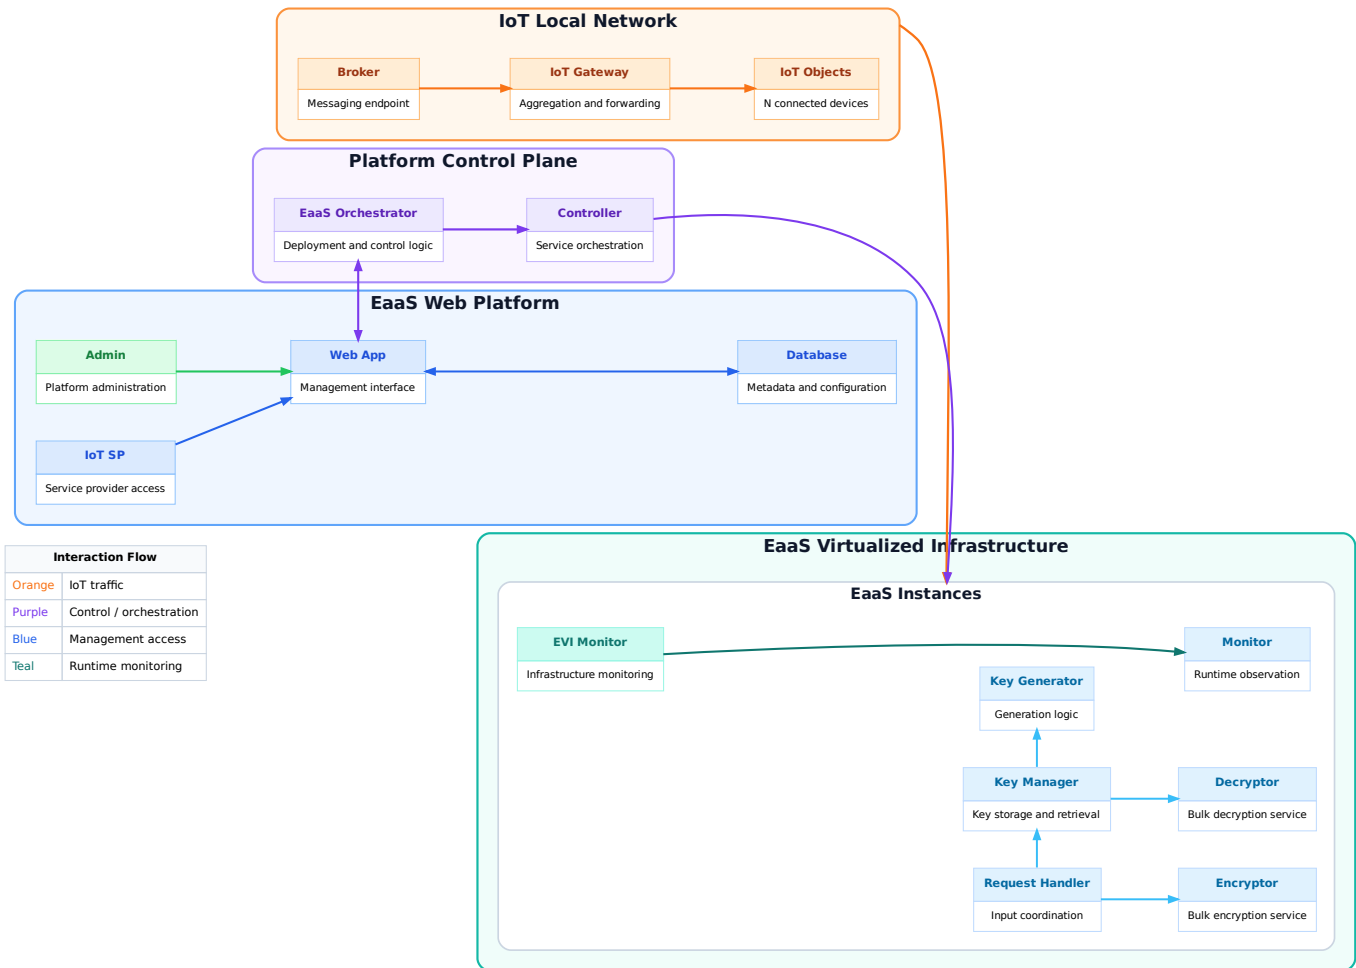 IoT Local Network
Broker
Messaging endpoint
IoT Gateway
Aggregation and forwarding
IoT Objects
N connected devices
Platform Control Plane
EaaS Orchestrator
Deployment and control logic
Controller
Service orchestration
EaaS Web Platform
Admin
Platform administration
Web App
Management interface
Database
Metadata and configuration
IoT SP
Service provider access
Interaction Flow
Orange IoT traffic
Purple Control / orchestration
Blue Management access
Teal Runtime monitoring
EaaS Virtualized Infrastructure
EaaS Instances
EVI Monitor
Infrastructure monitoring
Monitor
Runtime observation
Key Generator
Generation logic
Key Manager
Key storage and retrieval
Decryptor
Bulk decryption service
Request Handler
Input coordination
Encryptor
Bulk encryption service